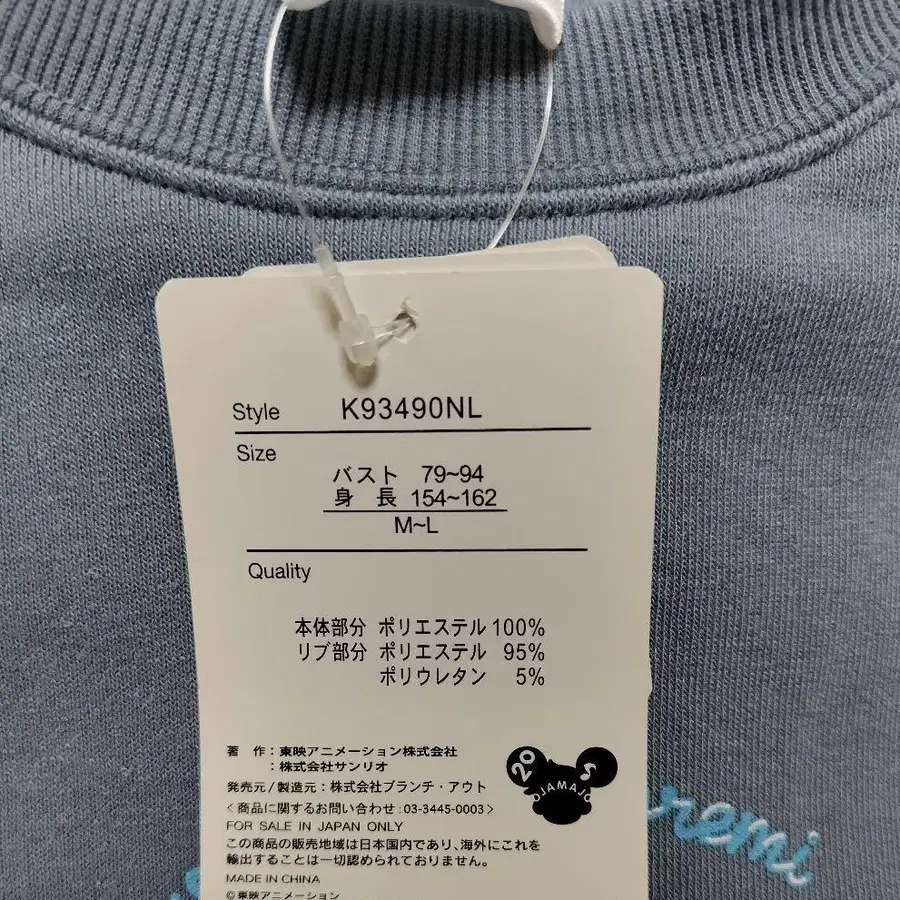 Style K93490NL
Size
バスト 79~94
身 長 154~162
M~L
Quality
本体部分 ポリエステル 100%
リブ部分 ポリエステル 95%
ポリウレタン 5%
著 作：東映アニメーション株式会社
：株式会社サンリオ
発売元/製造元：株式会社ブランチ・アウト
<商品に関するお問い合わせ:03-3445-0003>
FOR SALE IN JAPAN ONLY
この商品の販売地域は日本国内であり、海外にこれを
輸出することは一切認められておりません。
MADE IN CHINA
©東映アニメーション
20
OJAMAJO
remi